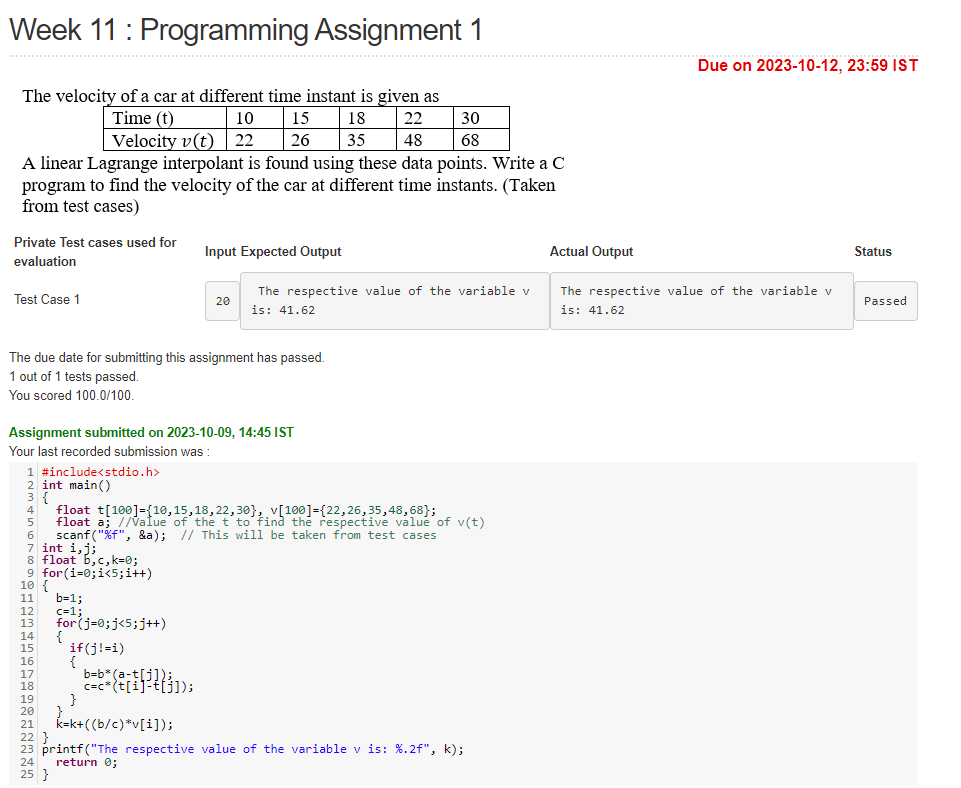 Week 11 : Programming Assignment 1
Due on 2023-10-12, 23:59 IST
The velocity of a car at different time instant is given as
Time (t) 10 15 18 22 30
Velocity v(t) 22 26 35 48 68
A linear Lagrange interpolant is found using these data points. Write a C
program to find the velocity of the car at different time instants. (Taken
from test cases)
Private Test cases used for
evaluation
Input Expected Output Actual Output Status
Test Case 1
20
The respective value of the variable v
is: 41.62
The respective value of the variable v
is: 41.62
Passed
The due date for submitting this assignment has passed.
1 out of 1 tests passed.
You scored 100.0/100.
Assignment submitted on 2023-10-09, 14:45 IST
Your last recorded submission was :
1 #include<stdio.h>
2 int main()
3 {
4 float t[100]={10,15,18,22,30}, v[100]={22,26,35,48,68};
5 float a; //Value of the t to find the respective value of v(t)
6 scanf("%f", &a); // This will be taken from test cases
7 int i,j;
8 float b,c,k=0;
9 for(i=0;i<5;i++)
10 {
11 b=1;
12 c=1;
13 for(j=0;j<5;j++)
14 {
15 if(j!=i)
16 {
17 b=b*(a-t[j]);
18 c=c*(t[i]-t[j]);
19 }
20 }
21 k=k+((b/c)*v[i]);
22 }
23 printf("The respective value of the variable v is: %.2f", k);
24 return 0;
25 }